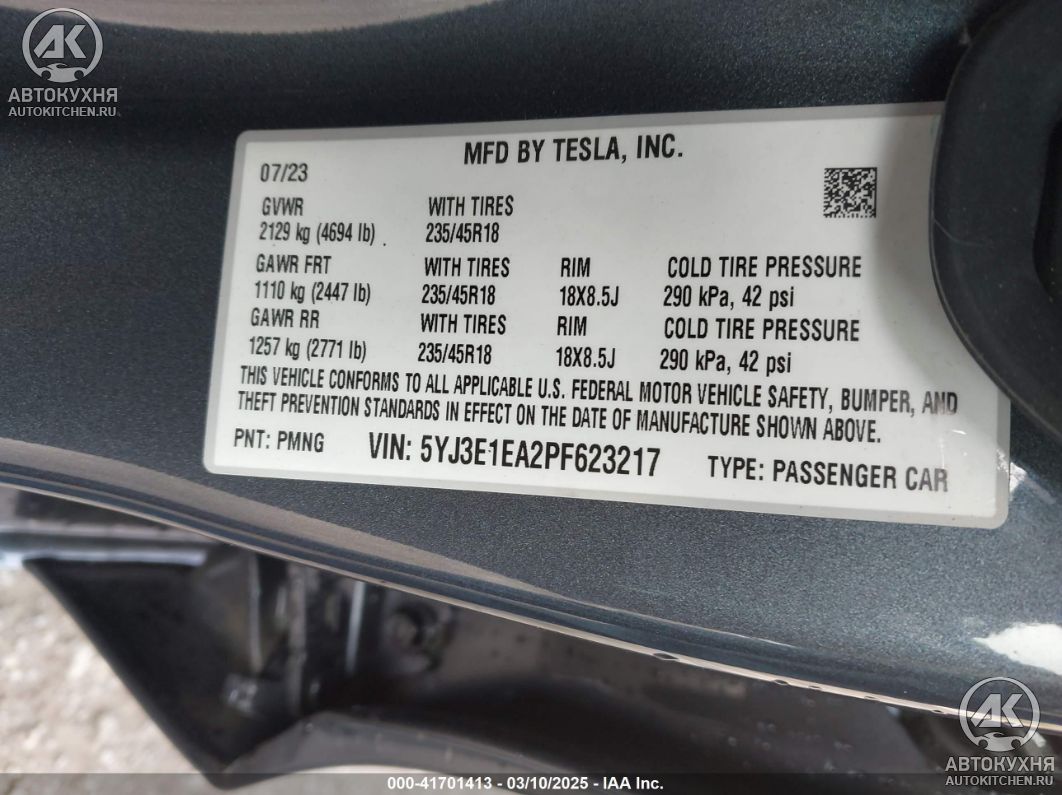 АК
АВТОКУХНЯ
AUTOKITCHEN.RU
MFD BY TESLA, INC.
07/23
GVWR WITH TIRES
2129 kg (4694 lb) 235/45R18
GAWR FRT WITH TIRES RIM COLD TIRE PRESSURE
1110 kg (2447 lb) 235/45R18 18X8.5J 290 kPa, 42 psi
GAWR RR WITH TIRES RIM COLD TIRE PRESSURE
1257 kg (2771 lb) 235/45R18 18X8.5J 290 kPa, 42 psi
THIS VEHICLE CONFORMS TO ALL APPLICABLE U.S. FEDERAL MOTOR VEHICLE SAFETY, BUMPER, AND
THEFT PREVENTION STANDARDS IN EFFECT ON THE DATE OF MANUFACTURE SHOWN ABOVE.
PNT: PMNG VIN: 5YJ3E1EA2PF623217 TYPE: PASSENGER CAR
АК
АВТОКУХНЯ
AUTOKITCHEN.RU
000-41701413 - 03/10/2025 - IAA Inc.